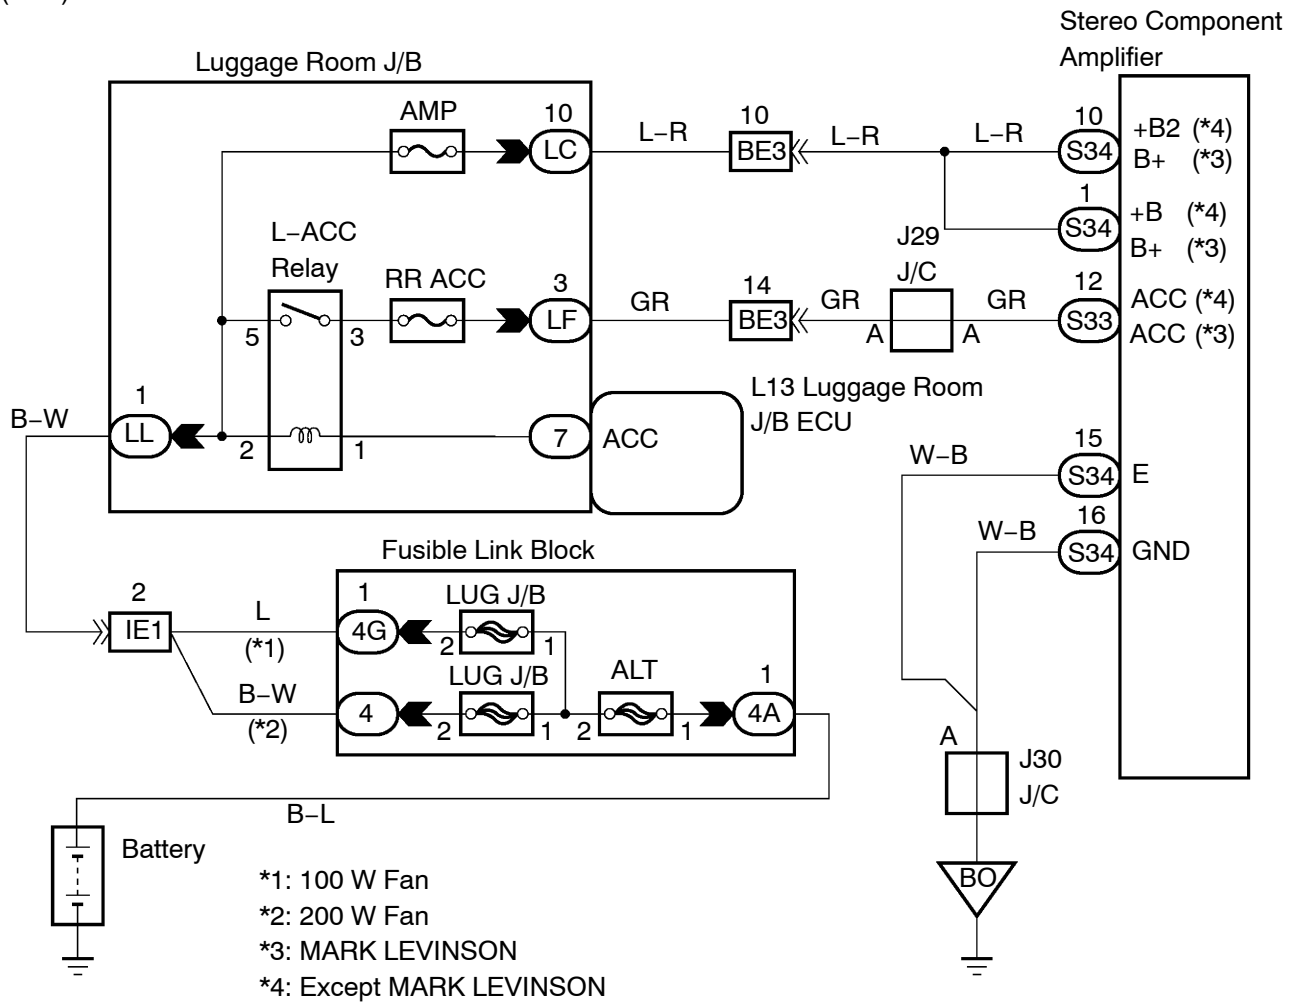 Stereo Component
Amplifier
Luggage Room J/B
AMP
10
LC
L−R
10
BE3
L−R
L−R
10
S34
+B2 (*4)
B+ (*3)
1
S34
+B (*4)
B+ (*3)
L−ACC
Relay
5
3
RR ACC
3
LF
GR
14
BE3
GR
J29
J/C
A
A
GR
12
S33
ACC (*4)
ACC (*3)
B−W
1
LL
2
1
7
ACC
L13 Luggage Room
J/B ECU
W−B
15
S34
E
W−B
16
S34
GND
Fusible Link Block
2
IE1
L
(*1)
1
4G
LUG J/B
2
1
B−W
(*2)
4
LUG J/B
2
1
ALT
2
1
1
4A
A
J30
J/C
B−L
Battery
BO
*1: 100 W Fan
*2: 200 W Fan
*3: MARK LEVINSON
*4: Except MARK LEVINSON